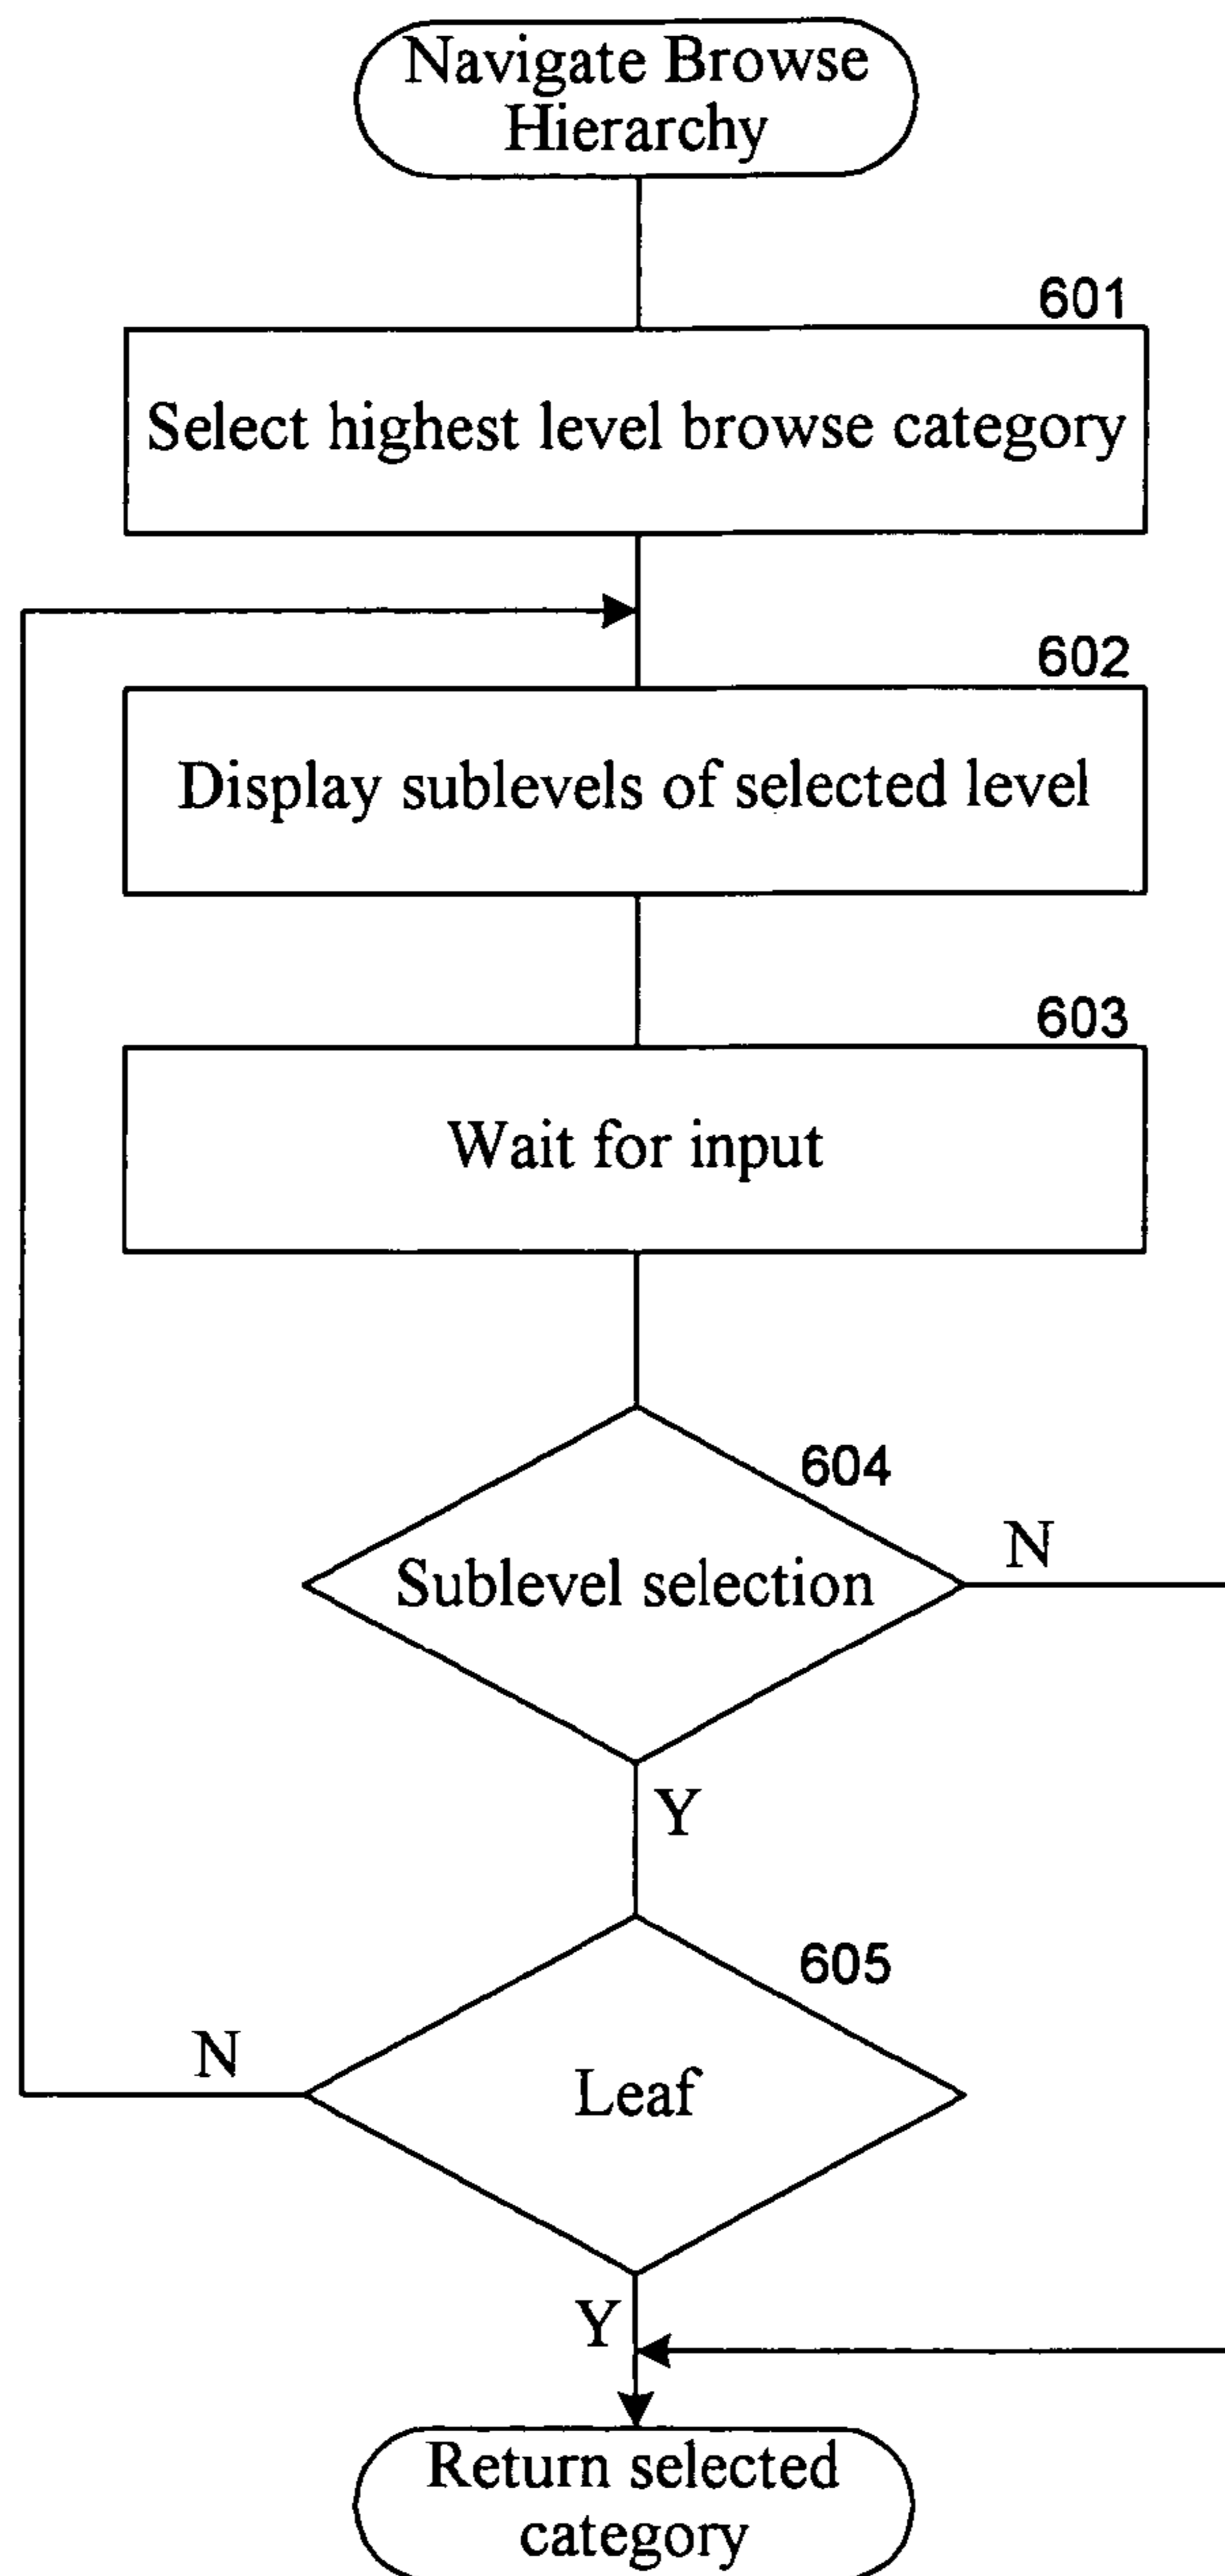 Navigate Browse
Hierarchy
601
Select highest level browse category
602
Display sublevels of selected level
603
Wait for input
604
Sublevel selection
N
Y
605
Leaf
N
Y
Return selected
category